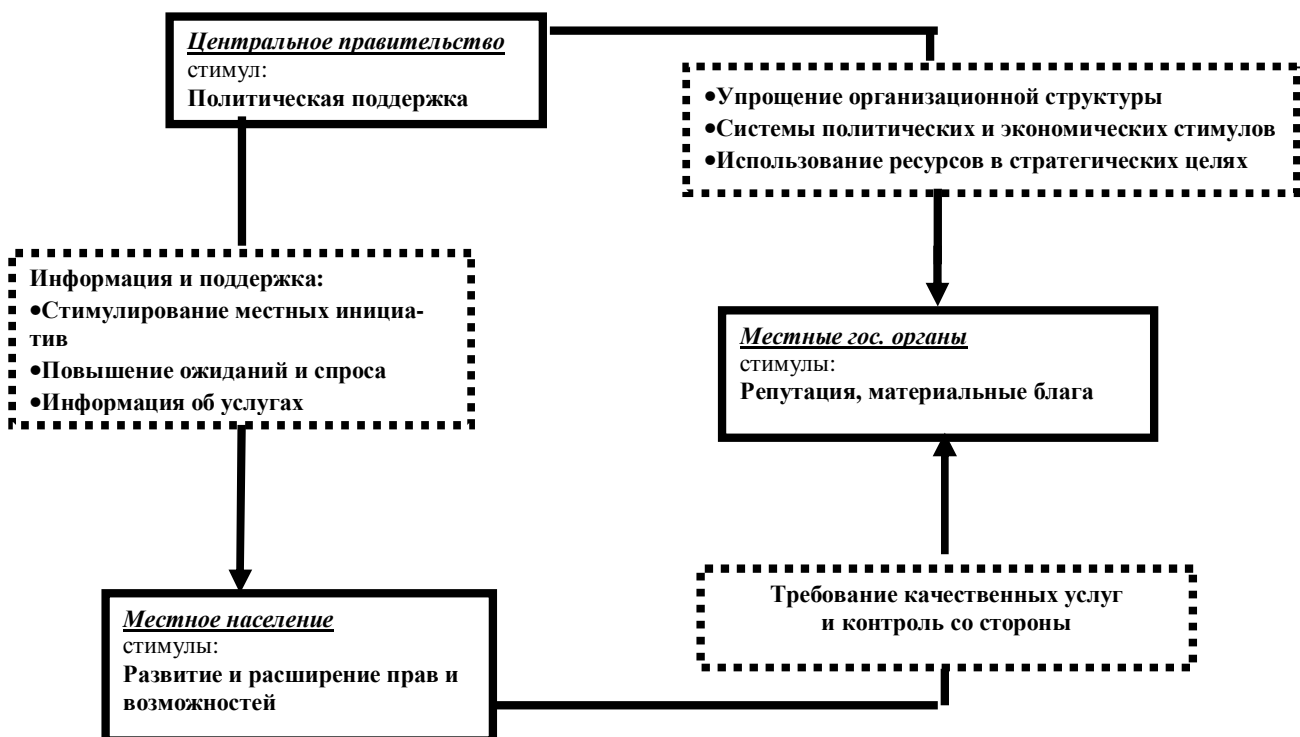 Центральное правительство
стимул:
Политическая поддержка
•Упрощение организационной структуры
•Системы политических и экономических стимулов
•Использование ресурсов в стратегических целях
Информация и поддержка:
•Стимулирование местных инициа-
тив
•Повышение ожиданий и спроса
•Информация об услугах
Местные гос. органы
стимулы:
Репутация, материальные блага
Требование качественных услуг
и контроль со стороны
Местное население
стимулы:
Развитие и расширение прав и
возможностей